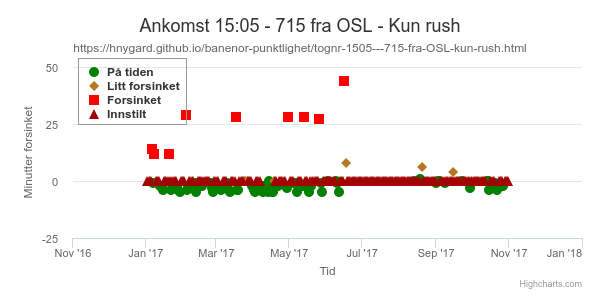 Ankomst 15:05 - 715 fra OSL - Kun rush
https://hnygard.github.io/banenor-punktlighet/tognr-1505---715-fra-OSL-kun-rush.html
På tiden
Litt forsinket
Forsinket
Innstilt
Minutter forsinket
50
25
0
-25
Nov '16
Jan '17
Mar '17
May '17
Jul '17
Sep '17
Nov '17
Jan '18
Tid
Highcharts.com